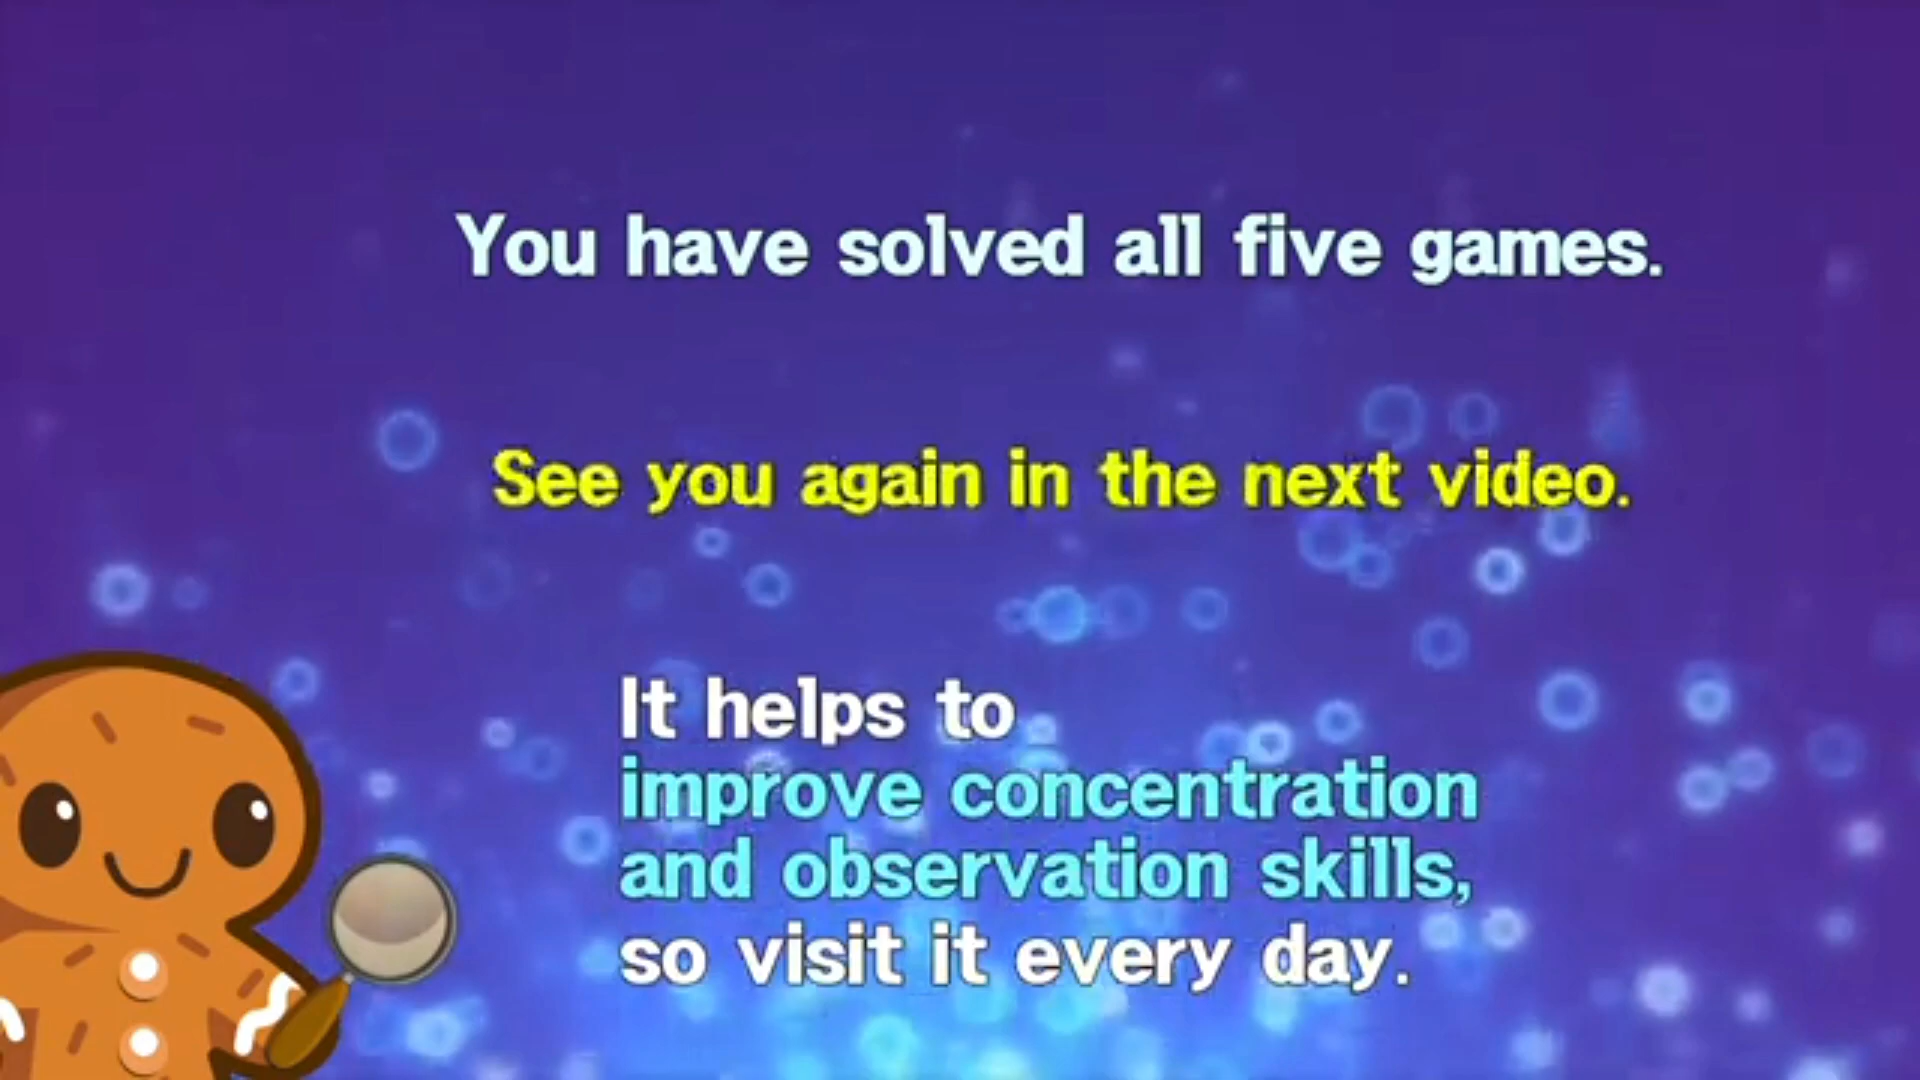 You have solved all five games.
See you again in the next video.
It helps to
improve concentration
and observation skills,
so visit it every day.